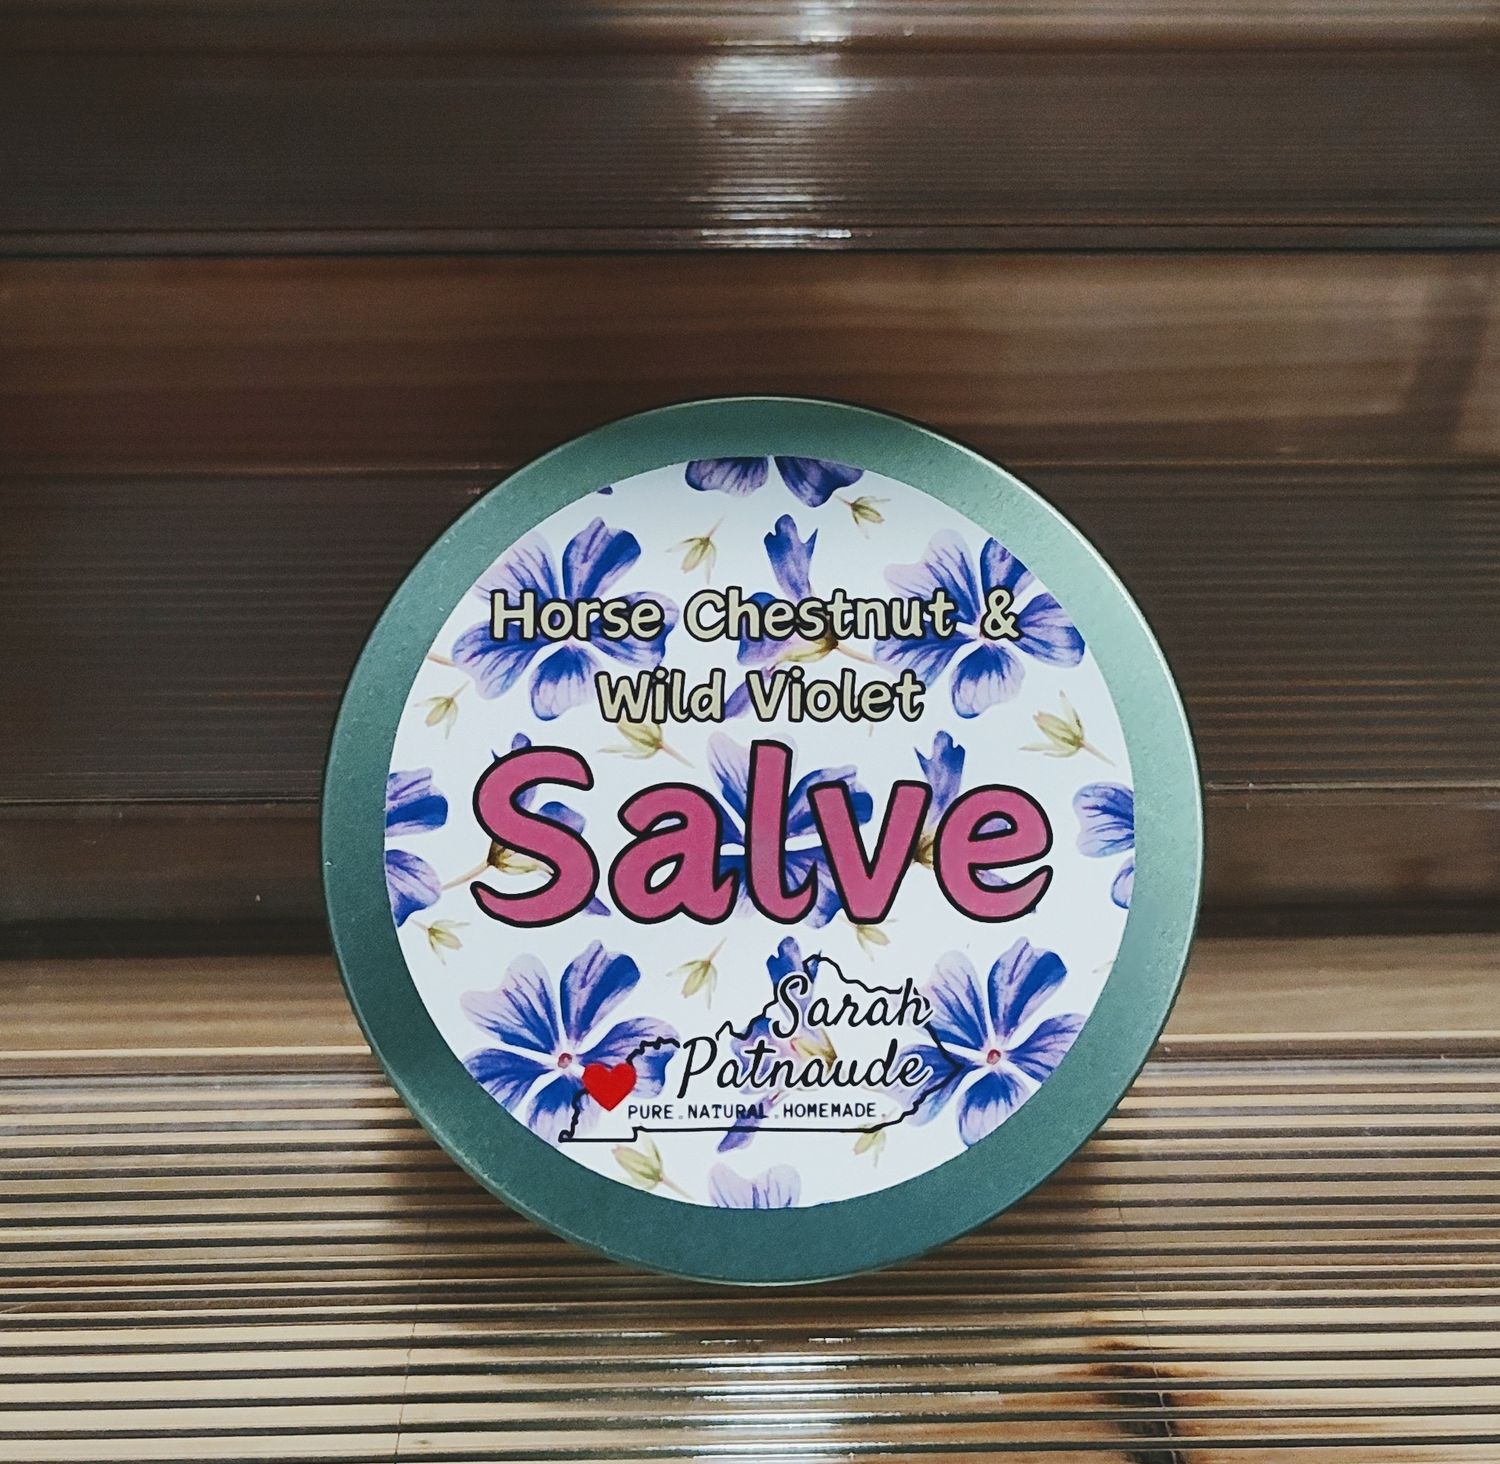 Horse Chestnut &
Wild Violet
Salve
Sarah
Patnaude
PURE.NATURAL.HOMEMADE.